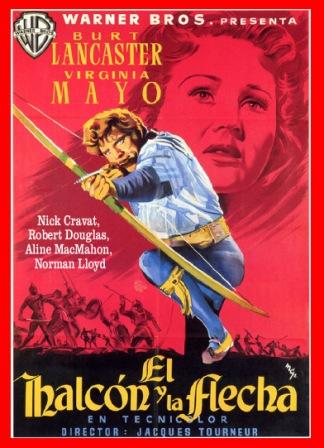 WB
WARNER BROS. PRESENTA
BURT
LANCASTER
VIRGINIA
MAYO
Nick Cravat,
Robert Douglas,
Aline MacMahon,
Norman Lloyd
El
halcón y la flecha
EN TECNICOLOR
DIRECTOR: JACQUES TOURNEUR